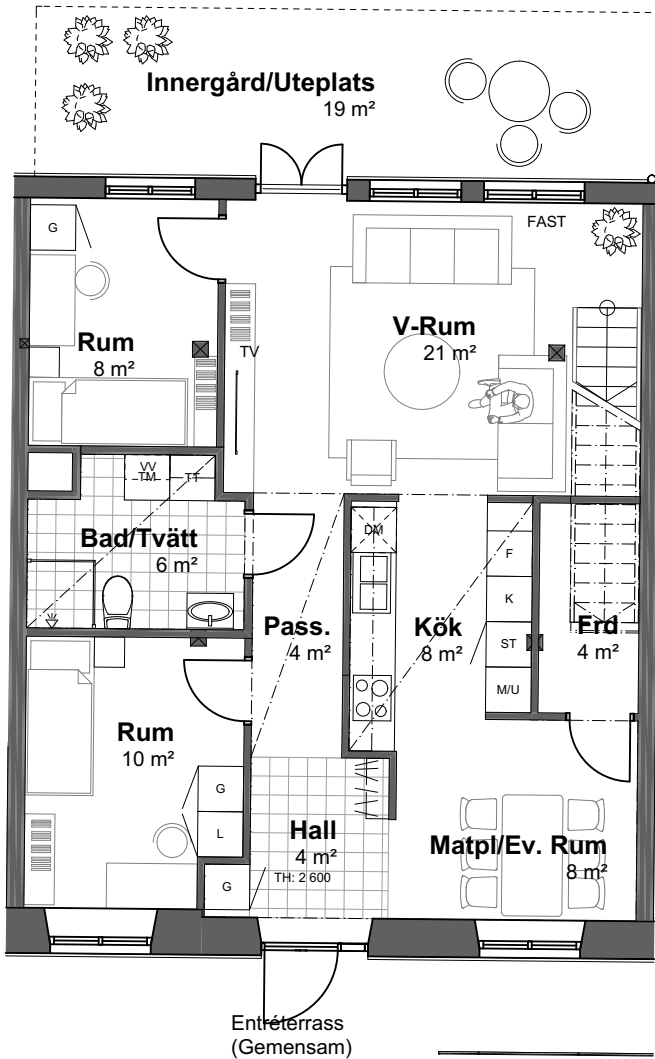 Innergård/Uteplats
19 m²
FAST
G
V-Rum
21 m²
Rum
8 m²
TV
VV
TM
TT
DM
Bad/Tvätt
6 m²
F
K
Pass.
4 m²
Kök
8 m²
ST
Frd
4 m²
M/U
Rum
10 m²
G
L
G
Hall
4 m²
TH: 2 600
Matpl/Ev. Rum
8 m²
Entréterrass
(Gemensam)